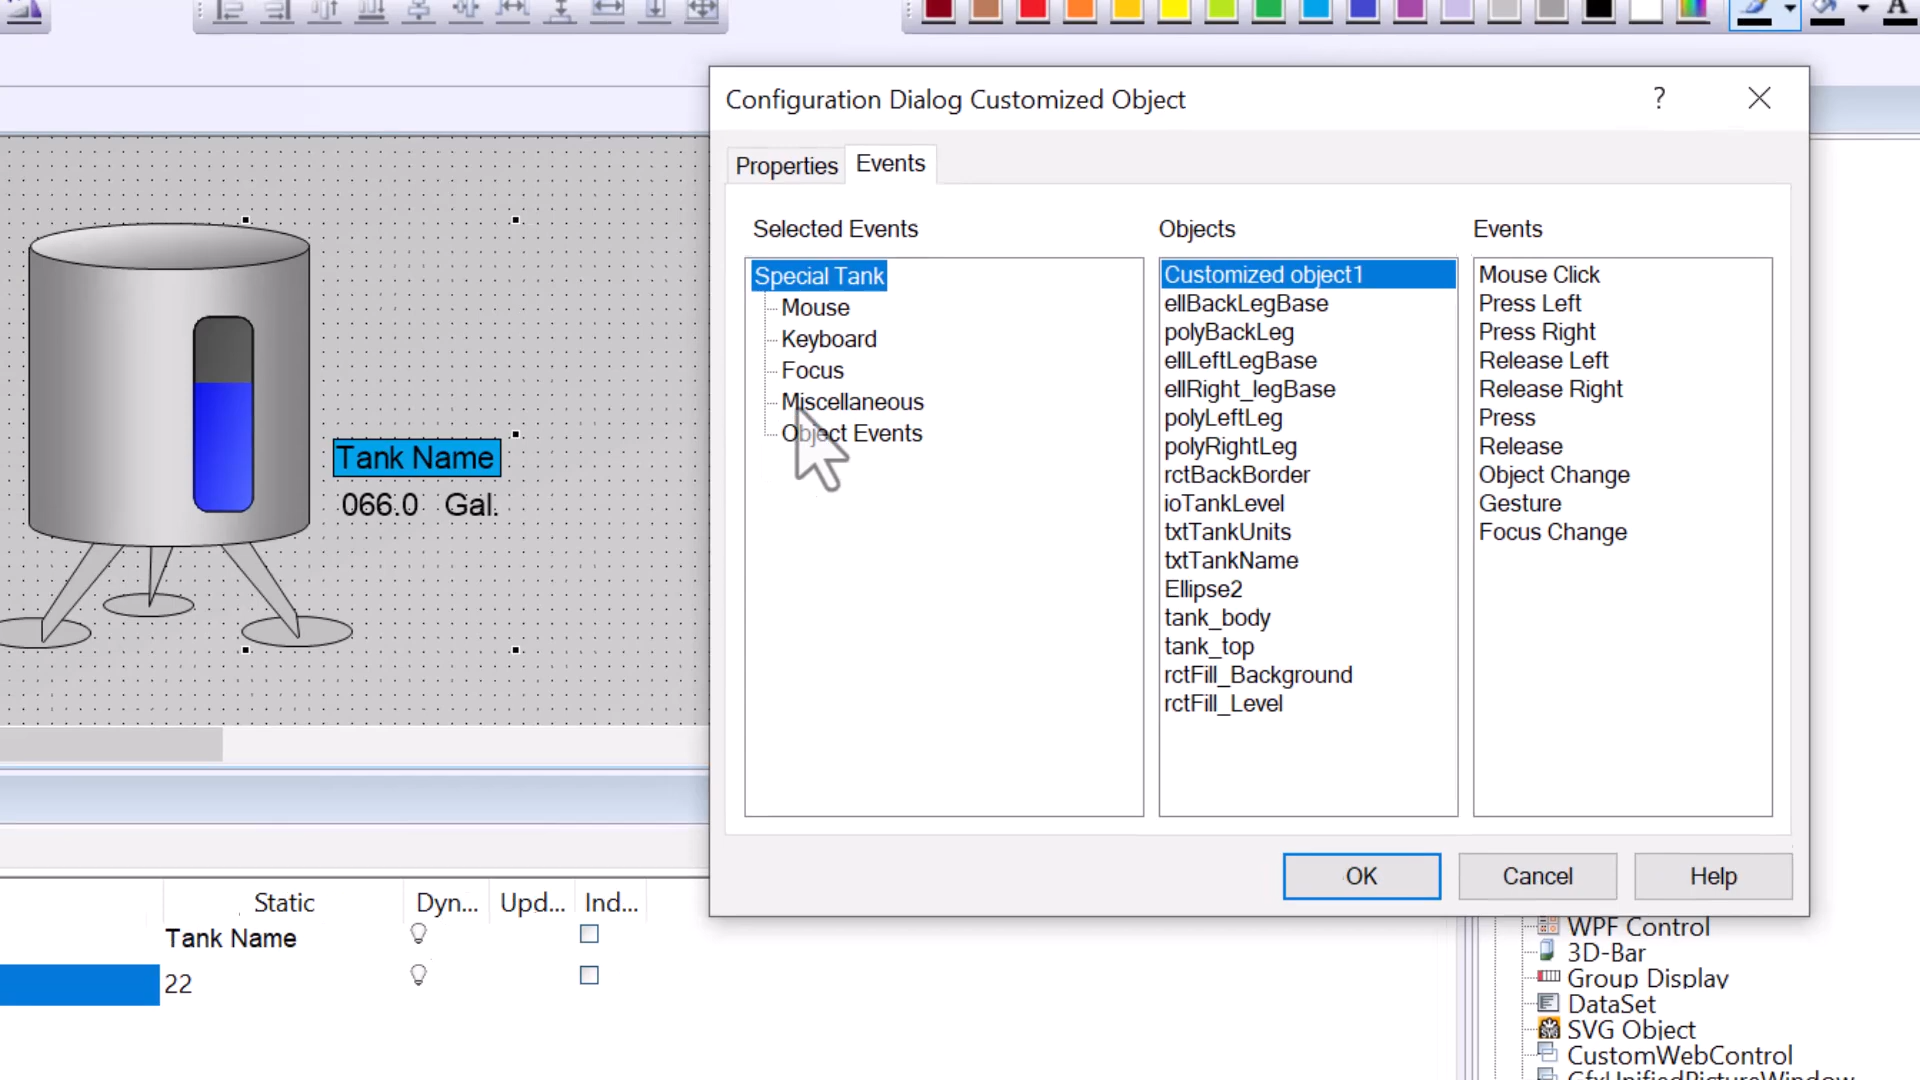 A
Configuration Dialog Customized Object
?
Properties
Events
Selected Events
Objects
Events
Special Tank
Mouse
Keyboard
Focus
Miscellaneous
Object Events
Customized object1
ellBackLegBase
polyBackLeg
ellLeftLegBase
ellRight_legBase
polyLeftLeg
polyRightLeg
rctBackBorder
ioTankLevel
txtTankUnits
txtTankName
Ellipse2
tank_body
tank_top
rctFill_Background
rctFill_Level
Mouse Click
Press Left
Press Right
Release Left
Release Right
Press
Release
Object Change
Gesture
Focus Change
Tank Name
066.0 Gal.
OK
Cancel
Help
Static
Dyn...
Upd...
Ind...
Tank Name
22
WPF Control
3D-Bar
Group Display
DataSet
SVG Object
CustomWebControl
GfxUnifiedPictureWindow